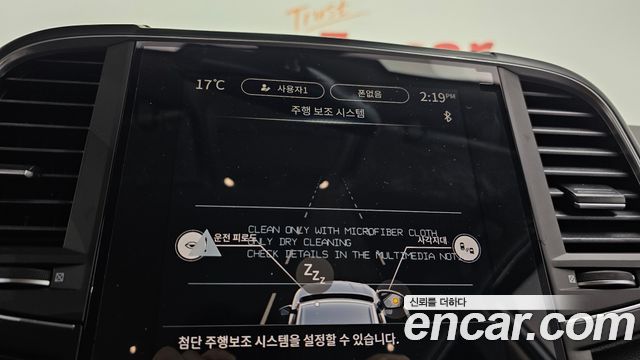 Trust
17℃ 사용자1 폰없음 2:19PM
주행 보조 시스템
CLEAN ONLY WITH MICROFIBER CLOTH
ONLY DRY CLEANING
CHECK DETAILS IN THE MULTIMEDIA NOT
운전 피로도
사각지대
ZZZ
첨단 주행보조 시스템을 설정할 수 있습니다.
신뢰를 더하다
encar.com